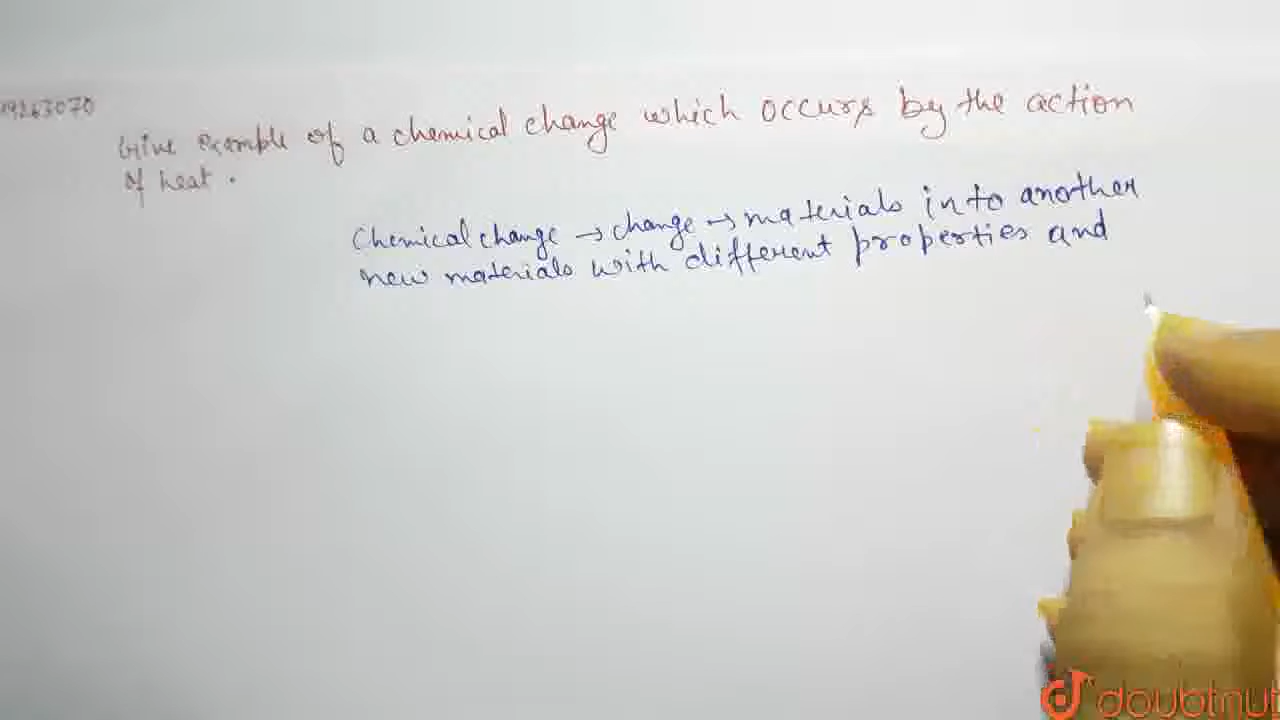 19263070
Give example of a chemical change which occurs by the action
of heat.
Chemical change → change → materials into another
new materials with different properties and
doubtnut